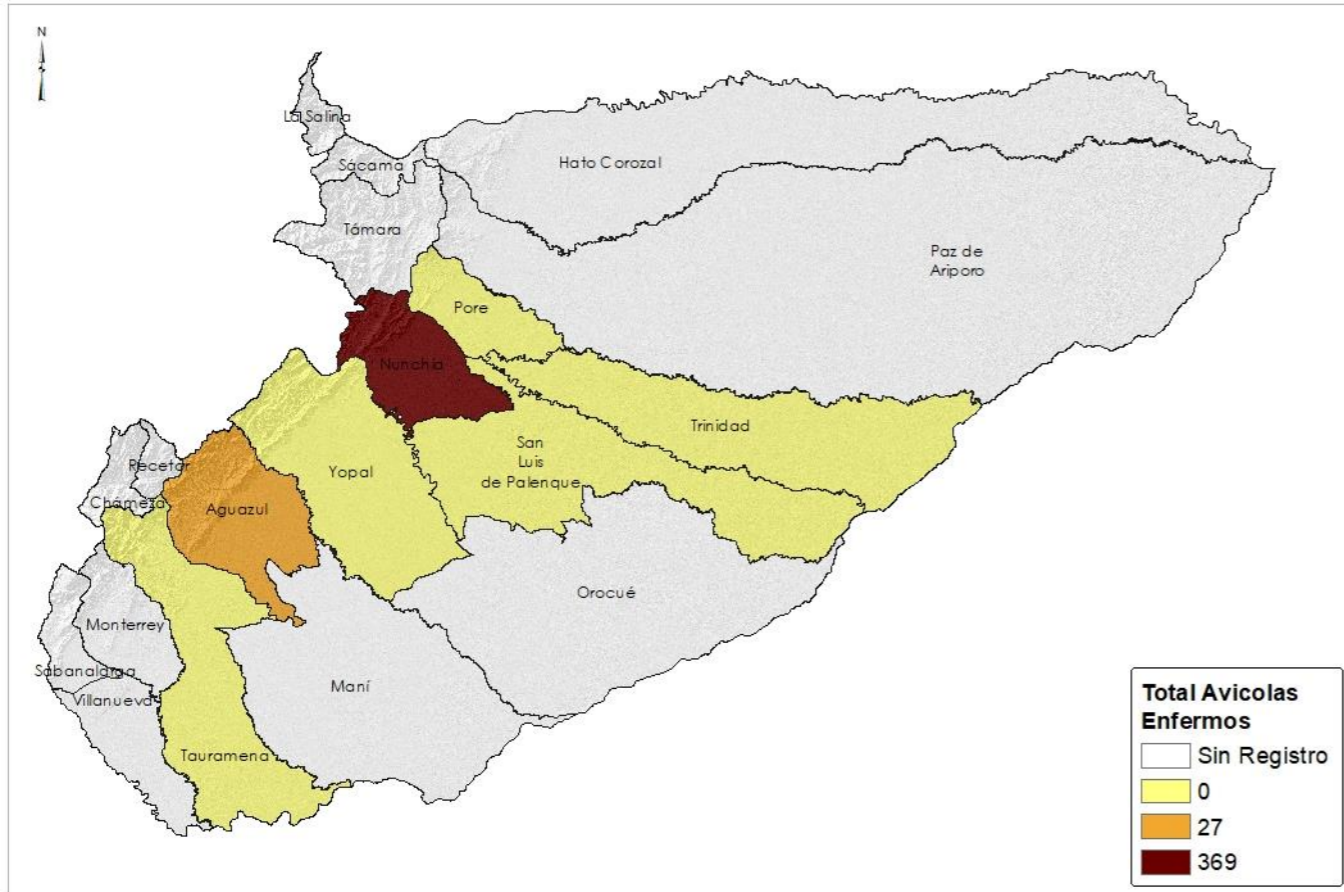 N
La Salina
Sácama
Hato Corozal
Támara
Paz de
Ariporo
Pore
Nunchía
Trinidad
San
Luis
de Palenque
Yopal
Recetor
Chámeza
Aguazul
Orocué
Monterrey
Sabanalarga
Maní
Villanueva
Tauramena
Total Avicolas
Enfermos
Sin Registro
0
27
369